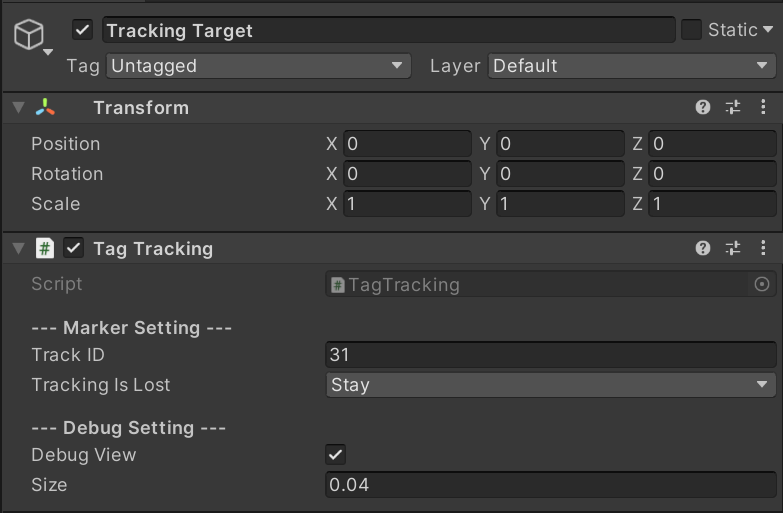 Tracking Target Static
Tag Untagged Layer Default
Transform
Position X 0 Y 0 Z 0
Rotation X 0 Y 0 Z 0
Scale X 1 Y 1 Z 1
# Tag Tracking
Script # TagTracking
--- Marker Setting ---
Track ID 31
Tracking Is Lost Stay
--- Debug Setting ---
Debug View
Size 0.04